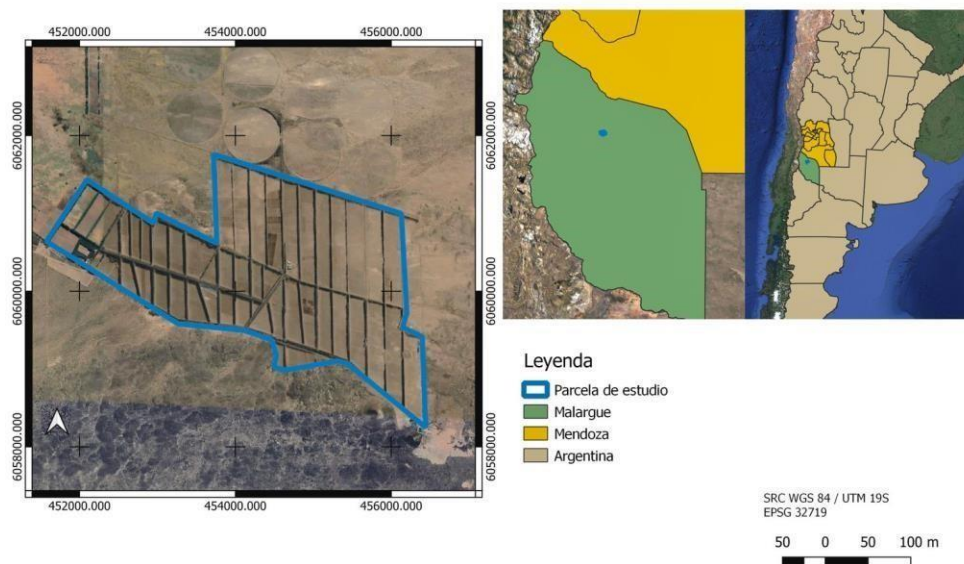 452000.000 454000.000 456000.000
6062000.000 6062000.000
6060000.000 6060000.000
6058000.000 6058000.000
452000.000 454000.000 456000.000
Leyenda
Parcela de estudio
Malargue
Mendoza
Argentina
SRC WGS 84 / UTM 19S
EPSG 32719
50 0 50 100 m